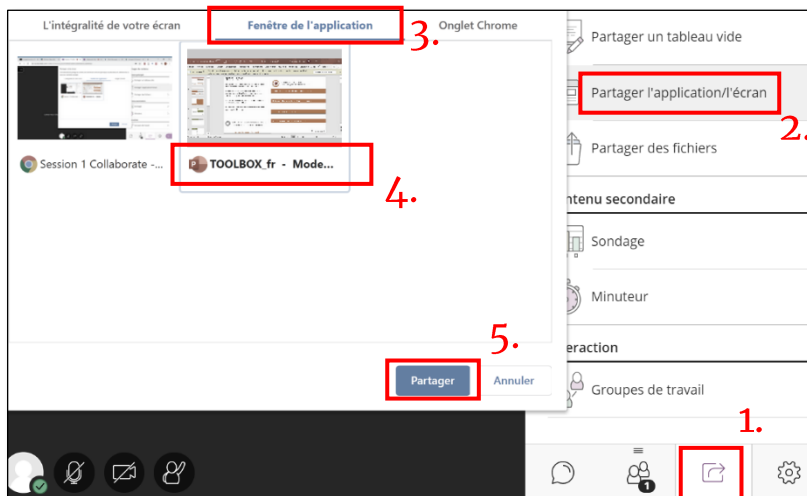 L'intégralité de votre écran
Fenêtre de l'application
Onglet Chrome
3.
Session 1 Collaborate -...
TOOLBOX_fr - Mode...
4.
5.
Partager
Annuler
Partager un tableau vide
Partager l'application/l'écran
2.
Partager des fichiers
ntenu secondaire
Sondage
Minuteur
eraction
Groupes de travail
1.
1